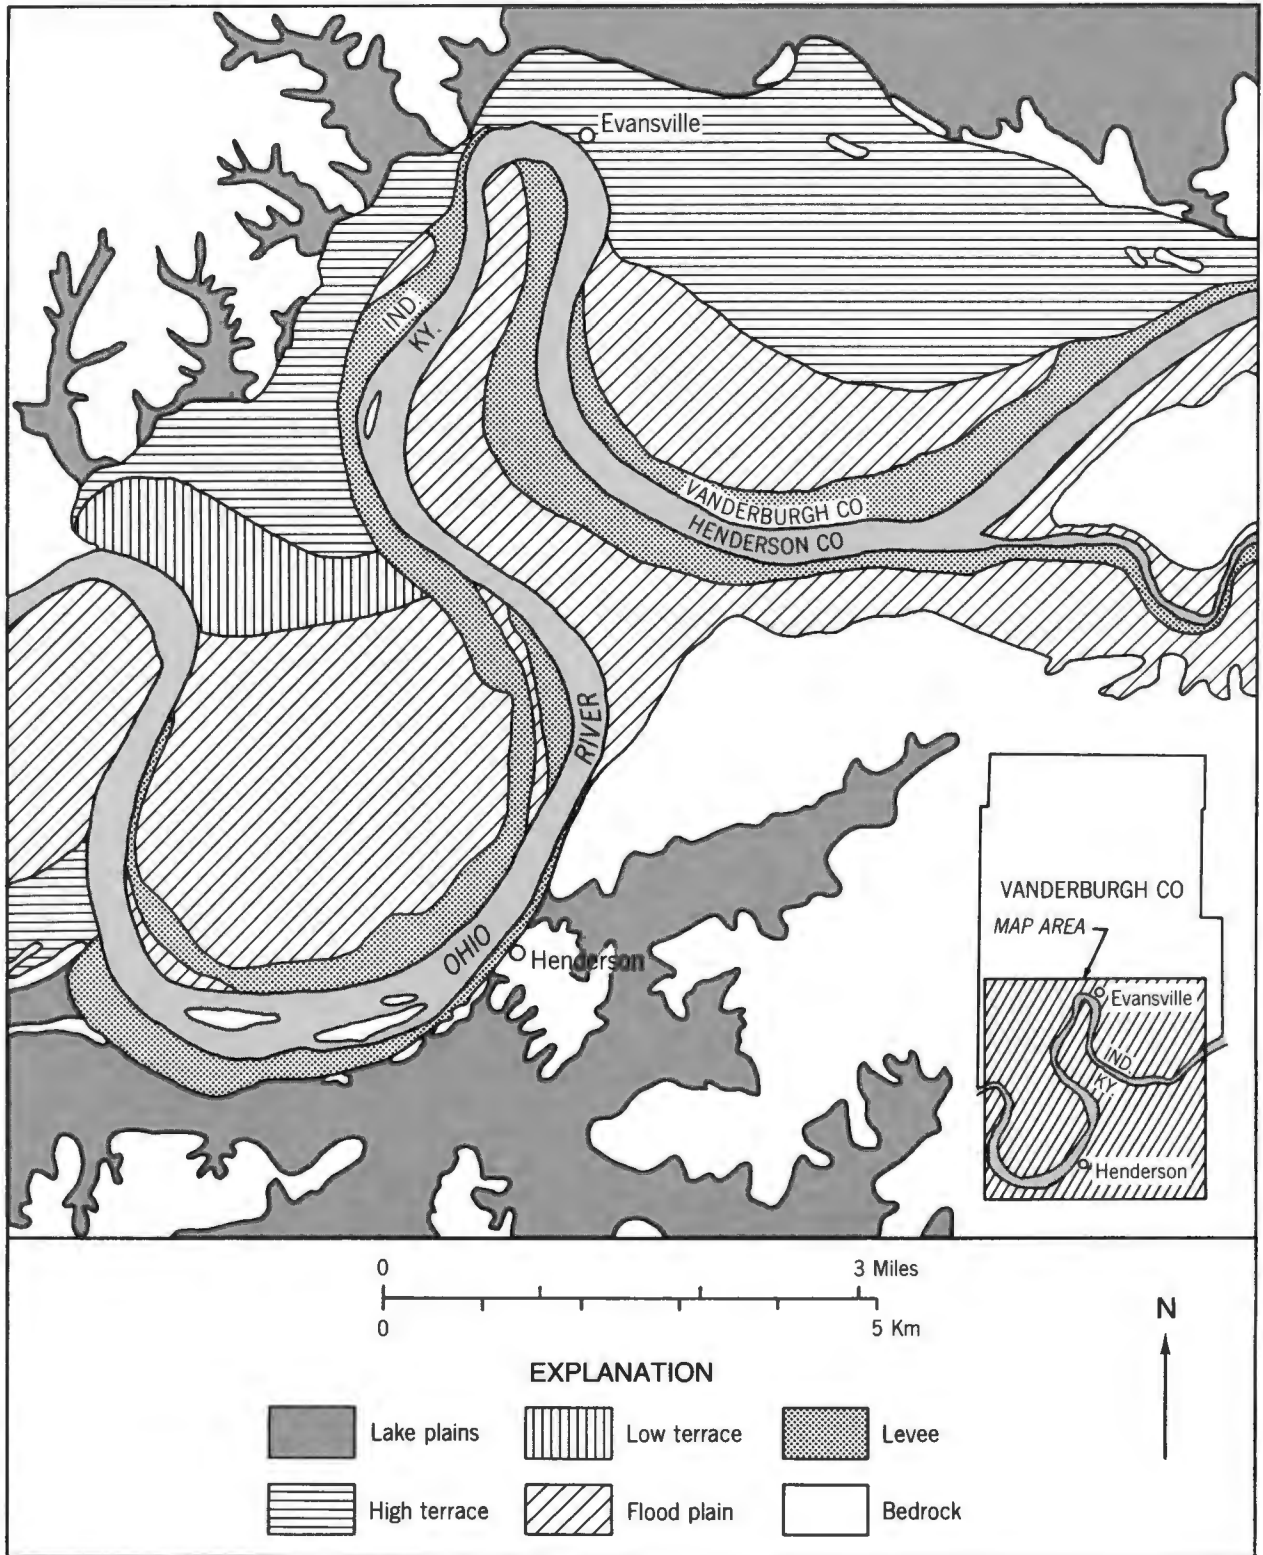 Evansville
IND.
KY.
VANDERBURGH CO
HENDERSON CO
RIVER
OHIO
Henderson
VANDERBURGH CO
MAP AREA
Evansville
IND.
KY.
Henderson
0 3 Miles
0 5 Km
N
EXPLANATION
Lake plains
Low terrace
Levee
High terrace
Flood plain
Bedrock